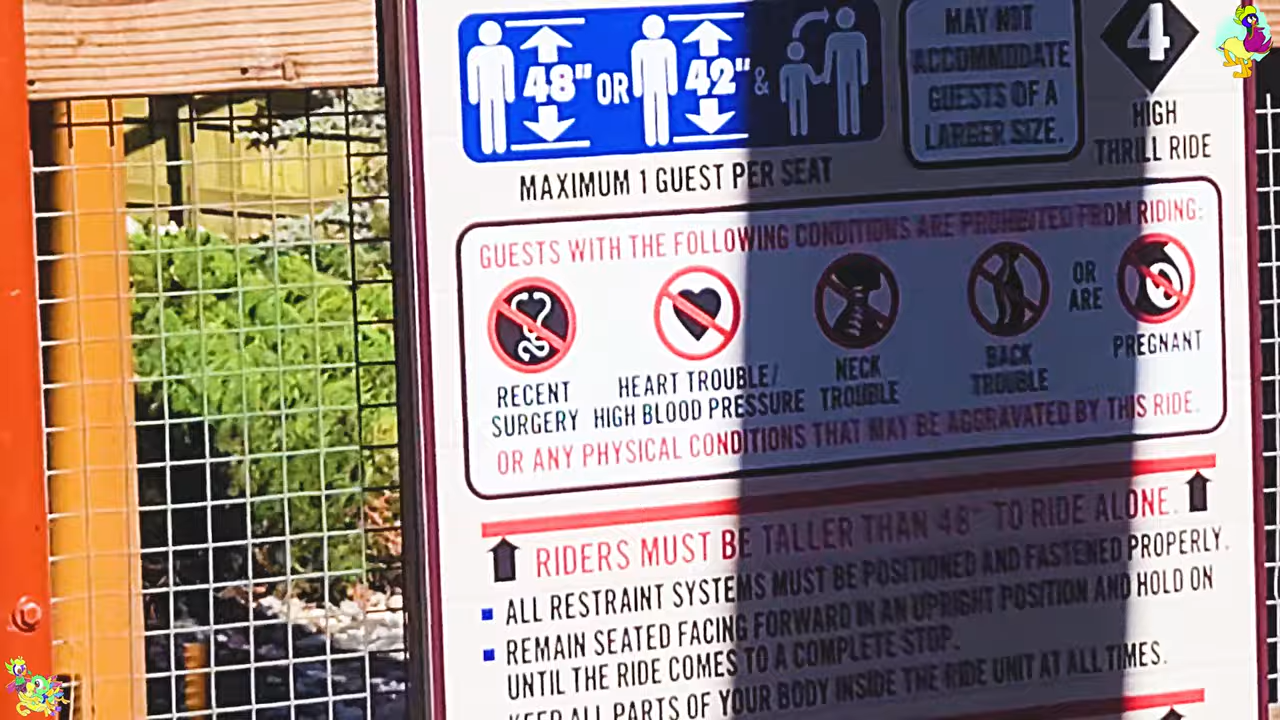 48" OR 42" &
MAXIMUM 1 GUEST PER SEAT
MAY NOT
ACCOMMODATE
GUESTS OF A
LARGER SIZE.
4
HIGH
THRILL RIDE
GUESTS WITH THE FOLLOWING CONDITIONS ARE PROHIBITED FROM RIDING:
RECENT
SURGERY
HEART TROUBLE/
HIGH BLOOD PRESSURE
NECK
TROUBLE
BACK
TROUBLE
OR
ARE
PREGNANT
OR ANY PHYSICAL CONDITIONS THAT MAY BE AGGRAVATED BY THIS RIDE.
RIDERS MUST BE TALLER THAN 48" TO RIDE ALONE.
ALL RESTRAINT SYSTEMS MUST BE POSITIONED AND FASTENED PROPERLY.
REMAIN SEATED FACING FORWARD IN AN UPRIGHT POSITION AND HOLD ON
UNTIL THE RIDE COMES TO A COMPLETE STOP.
KEEP ALL PARTS OF YOUR BODY INSIDE THE RIDE UNIT AT ALL TIMES.